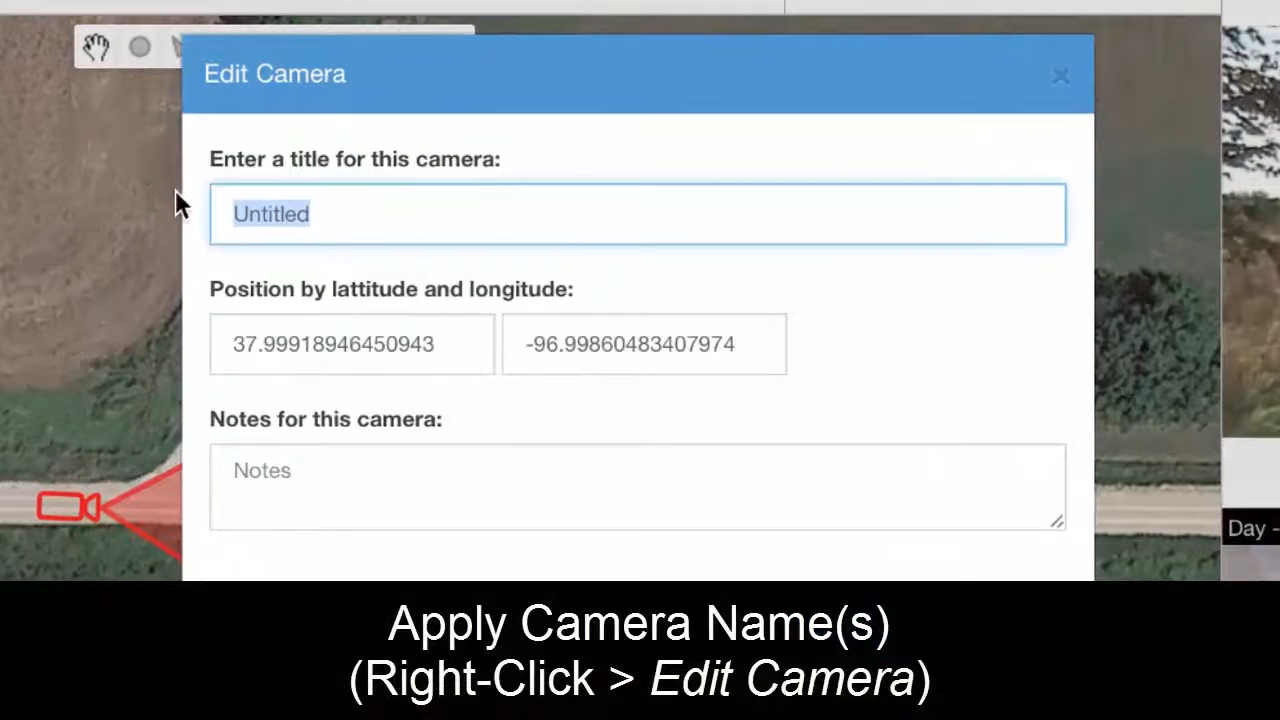 Edit Camera
×
Enter a title for this camera:
Untitled
Position by lattitude and longitude:
37.99918946450943 -96.99860483407974
Notes for this camera:
Notes
Day -
Apply Camera Name(s)
(Right-Click > Edit Camera)